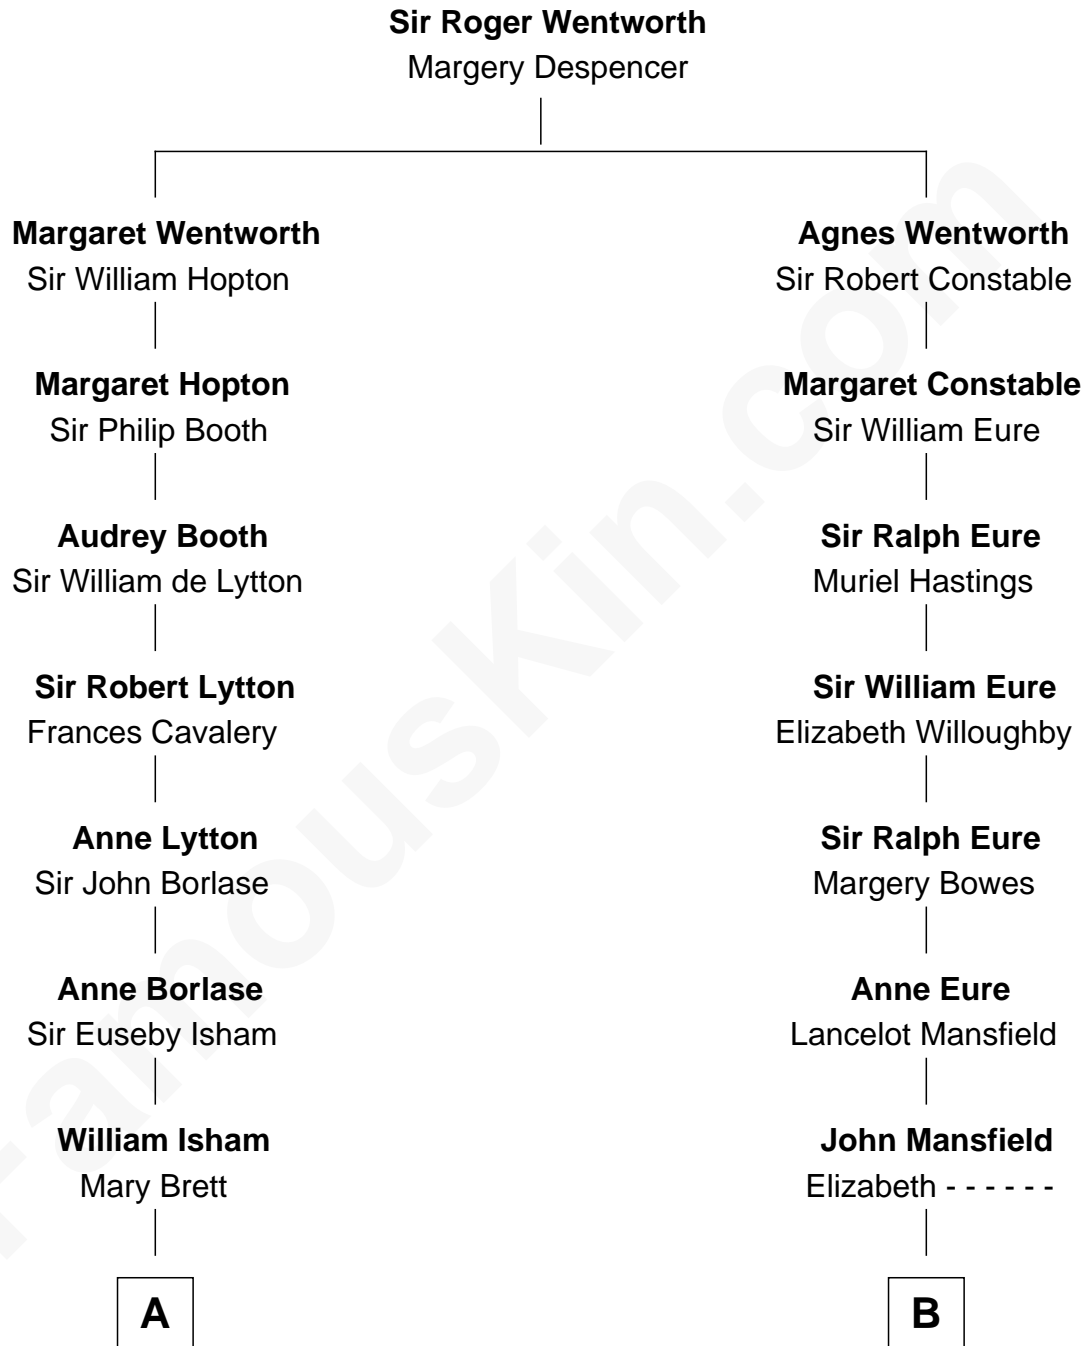 Sir Roger Wentworth
Margery Despencer
Margaret Wentworth
Sir William Hopton
Agnes Wentworth
Sir Robert Constable
Margaret Hopton
Sir Philip Booth
Margaret Constable
Sir William Eure
Audrey Booth
Sir William de Lytton
Sir Ralph Eure
Muriel Hastings
Sir Robert Lytton
Frances Cavalery
Sir William Eure
Elizabeth Willoughby
Anne Lytton
Sir John Borlase
Sir Ralph Eure
Margery Bowes
Anne Borlase
Sir Euseby Isham
Anne Eure
Lancelot Mansfield
William Isham
Mary Brett
John Mansfield
Elizabeth - - - - - -
A
B
FamousKin.com